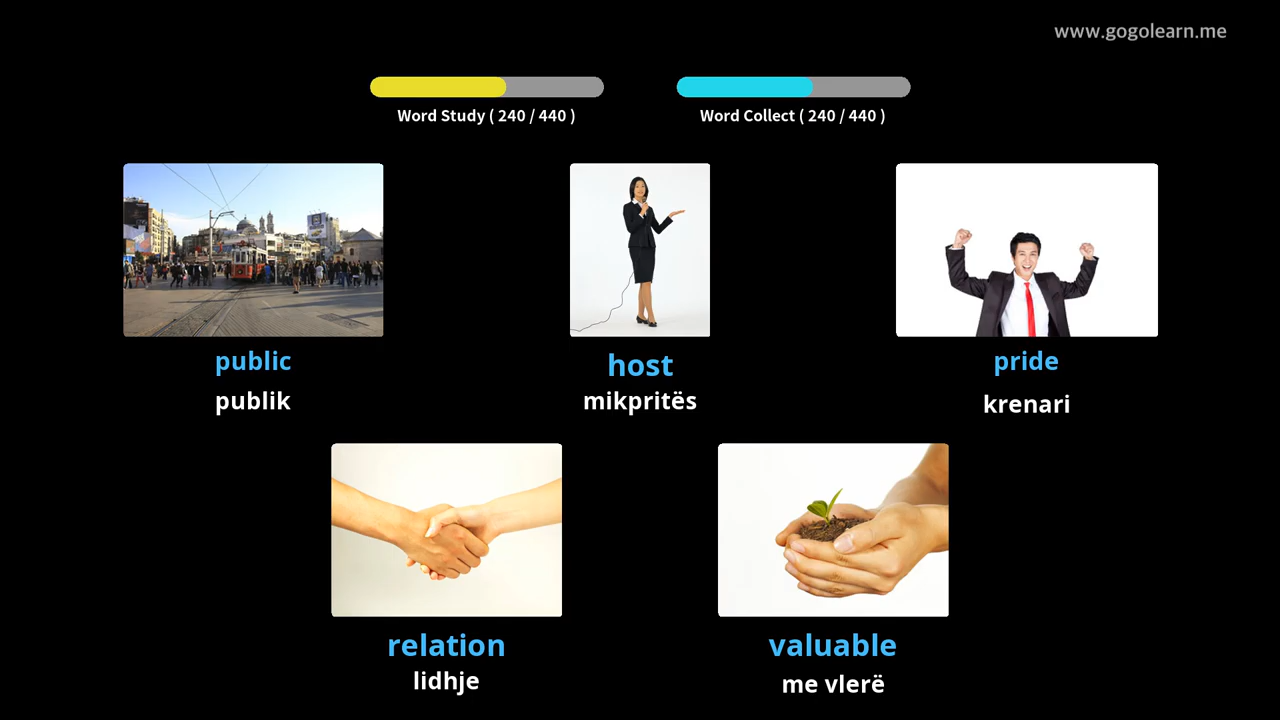 www.gogolearn.me
Word Study ( 240 / 440 )
Word Collect ( 240 / 440 )
public
publik
host
mikpritës
pride
krenari
relation
lidhje
valuable
me vlerë